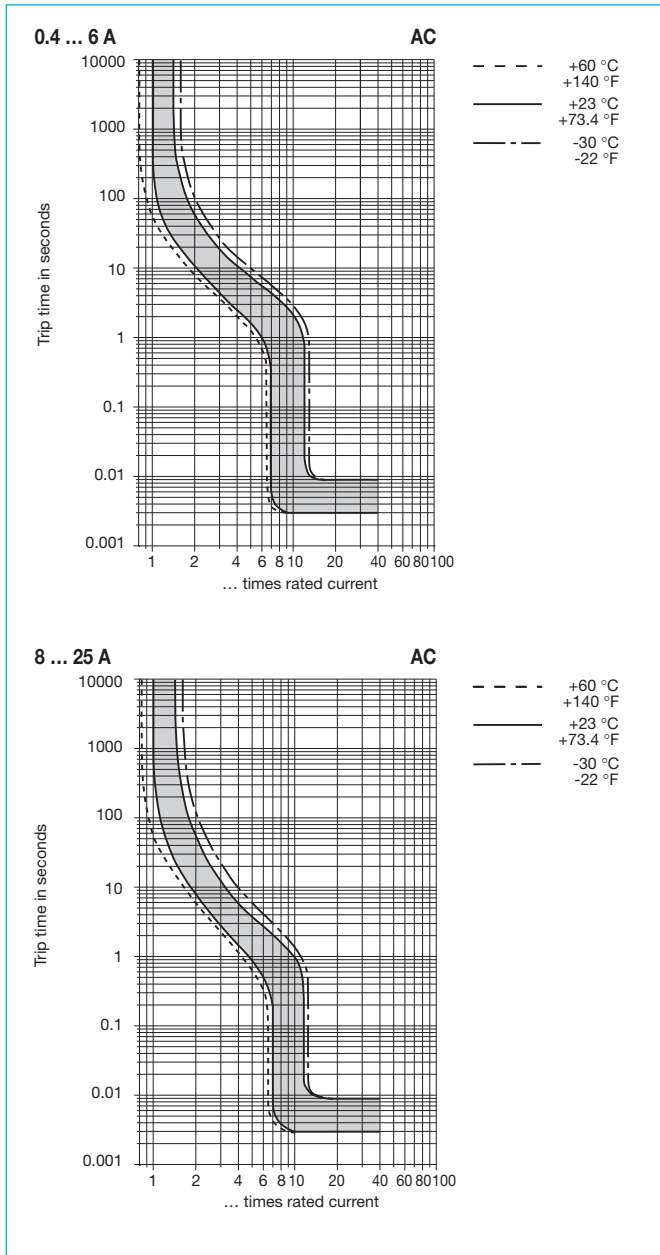 0.4 ... 6 A AC
+60 °C
+140 °F
+23 °C
+73.4 °F
-30 °C
-22 °F
10000
1000
100
10
1
0.1
0.01
0.001
Trip time in seconds
1 2 4 6 8 10 20 40 60 80 100
... times rated current
8 ... 25 A AC
+60 °C
+140 °F
+23 °C
+73.4 °F
-30 °C
-22 °F
10000
1000
100
10
1
0.1
0.01
0.001
Trip time in seconds
1 2 4 6 8 10 20 40 60 80 100
... times rated current